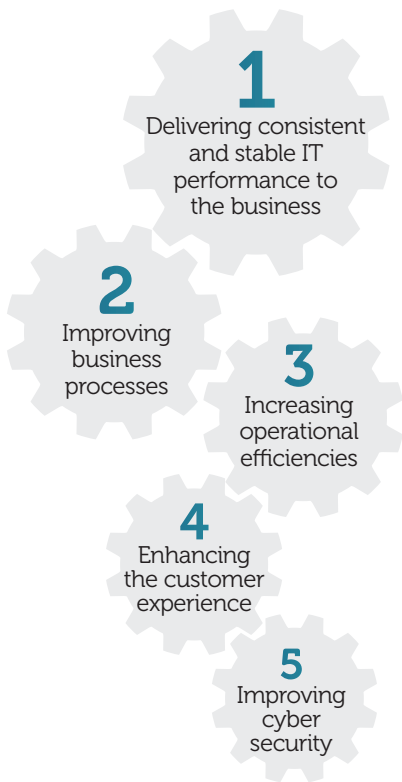 1
Delivering consistent
and stable IT
performance to
the business
2
Improving
business
processes
3
Increasing
operational
efficiencies
4
Enhancing
the customer
experience
5
Improving
cyber
security